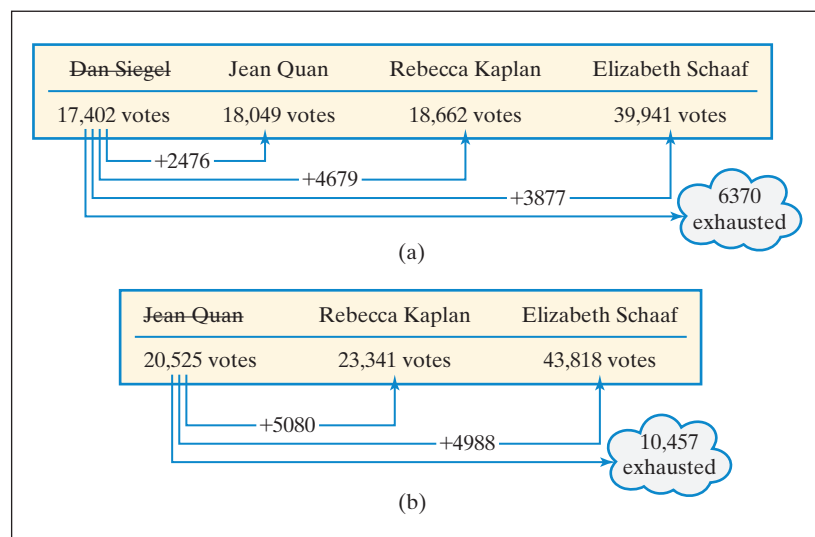 Dan Siegel Jean Quan Rebecca Kaplan Elizabeth Schaaf
17,402 votes 18,049 votes 18,662 votes 39,941 votes
+2476
+4679
+3877
6370
exhausted
(a)
Jean Quan Rebecca Kaplan Elizabeth Schaaf
20,525 votes 23,341 votes 43,818 votes
+5080
+4988
10,457
exhausted
(b)